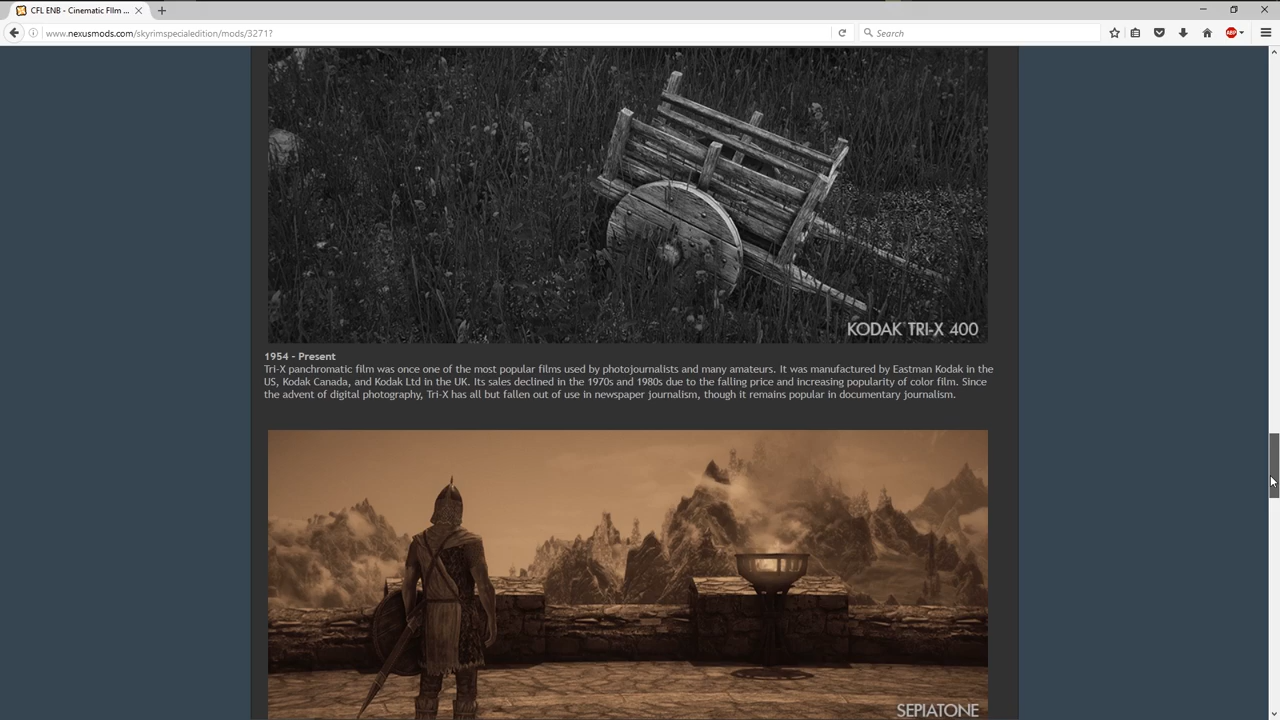 CFL ENB - Cinematic FIlm ...
www.nexusmods.com/skyrimspecialedition/mods/3271?
Search
ABP
KODAK TRI-X 400
1954 - Present
Tri-X panchromatic film was once one of the most popular films used by photojournalists and many amateurs. It was manufactured by Eastman Kodak in the
US, Kodak Canada, and Kodak Ltd in the UK. Its sales declined in the 1970s and 1980s due to the falling price and increasing popularity of color film. Since
the advent of digital photography, Tri-X has all but fallen out of use in newspaper journalism, though it remains popular in documentary journalism.
SEPIATONE